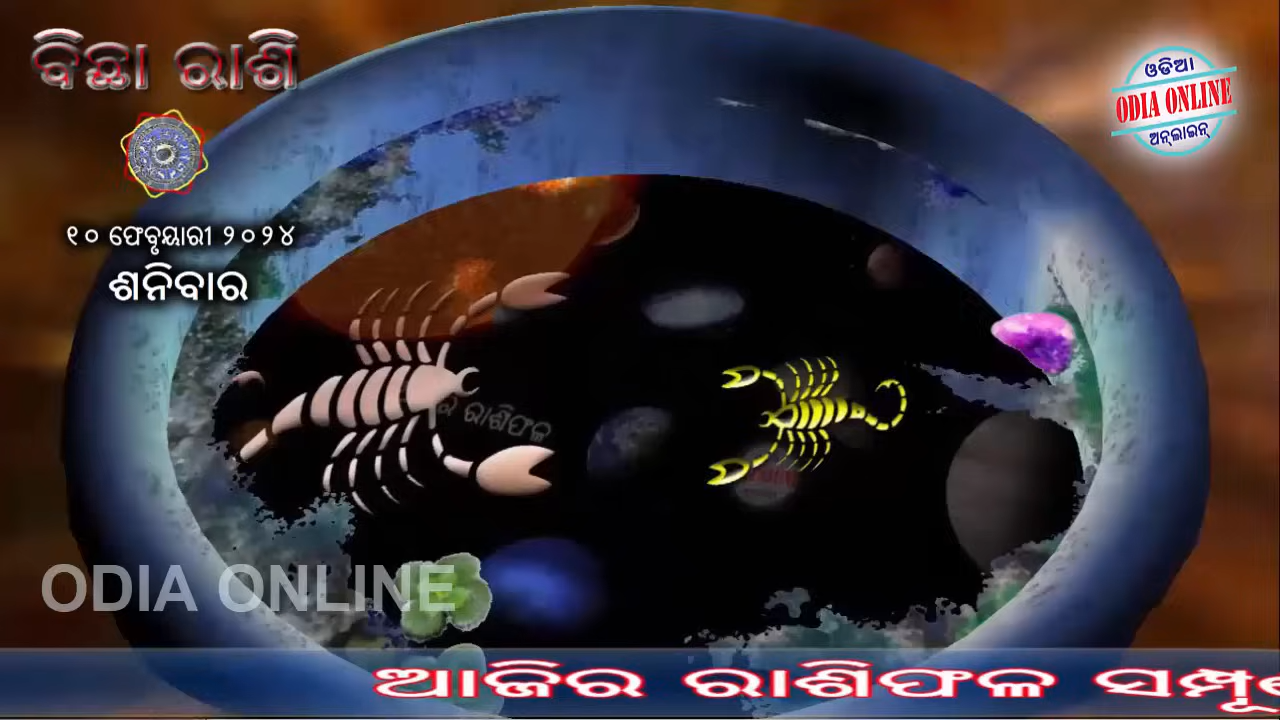 ବିଛା ରାଶି
ଓଡିଆ
ODIA ONLINE
ଅନ୍‌ଲାଇନ୍
୧୦ ଫେବୃୟାରୀ ୨୦୨୪
ଶନିବାର
ରାଶିଫଳ
ODIA ONLINE
ଆଜିର ରାଶିଫଳ